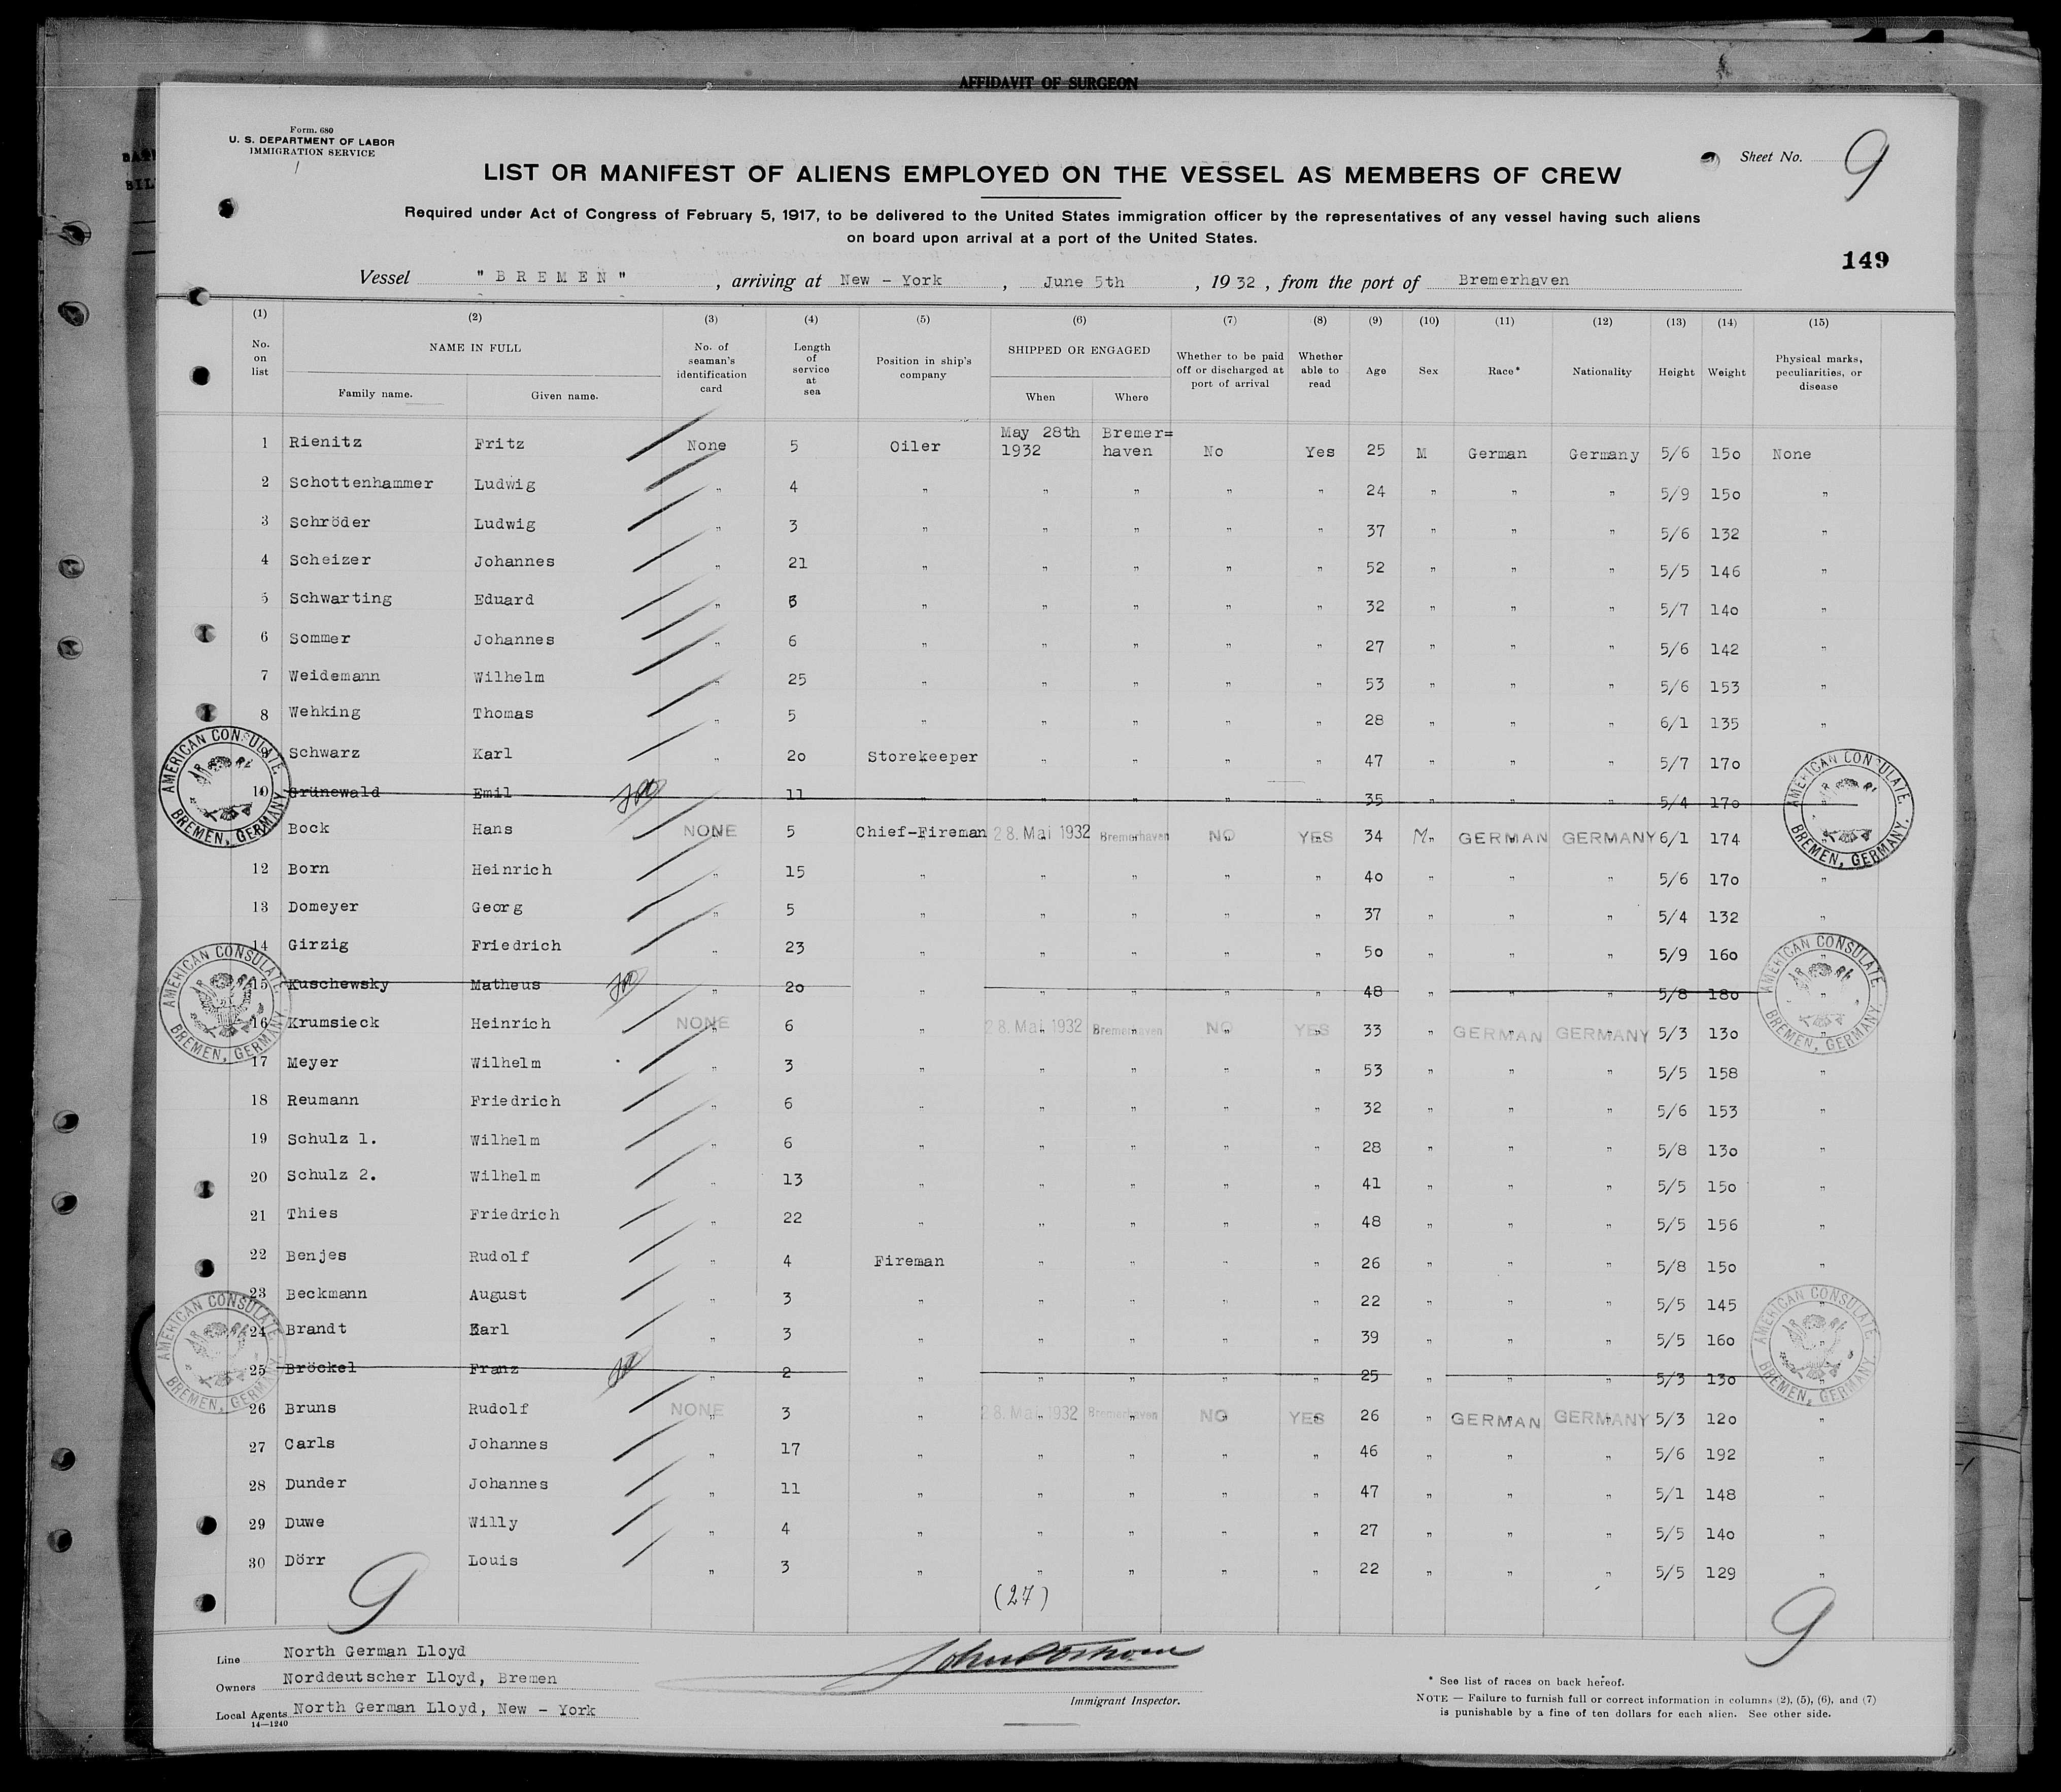 AFFIDAVIT OF SURGEON
Form. 680
U. S. DEPARTMENT OF LABOR
IMMIGRATION SERVICE
Sheet No. 9
LIST OR MANIFEST OF ALIENS EMPLOYED ON THE VESSEL AS MEMBERS OF CREW
Required under Act of Congress of February 5, 1917, to be delivered to the United States immigration officer by the representatives of any vessel having such aliens
on board upon arrival at a port of the United States.
149
Vessel "BREMEN", arriving at New - York, June 5th, 1932, from the port of Bremerhaven
(1) (2) (3) (4) (5) (6) (7) (8) (9) (10) (11) (12) (13) (14) (15)
No. on list NAME IN FULL Family name. Given name. No. of seaman's identification card Length of service at sea Position in ship's company SHIPPED OR ENGAGED When Where Whether to be paid off or discharged at port of arrival Whether able to read Age Sex Race* Nationality Height Weight Physical marks, peculiarities, or disease
1 Rienitz Fritz None 5 Oiler May 28th 1932 Bremer= haven No Yes 25 M German Germany 5/6 150 None
2 Schottenhammer Ludwig " 4 " " " " " 24 " " " 5/9 150 "
3 Schröder Ludwig " 3 " " " " " 37 " " " 5/6 132 "
4 Scheizer Johannes " 21 " " " " " 52 " " " 5/5 146 "
5 Schwarting Eduard " " " " " " 32 " " " 5/7 140 "
6 Sommer Johannes " 6 " " " " " 27 " " " 5/6 142 "
7 Weidemann Wilhelm " 25 " " " " " 53 " " " 5/6 153 "
8 Wehking Thomas " 5 " " " " " 28 " " " 6/1 135 "
9 Schwarz Karl " 20 Storekeeper " " " " 47 " " " 5/7 170 "
10 Grünewald Emil 11 " " " " " 35 " " " 5/4 170
Bock Hans NONE 5 Chief-Fireman 28. Mai 1932 Bremerhaven NO YES 34 M GERMAN GERMANY 6/1 174
12 Born Heinrich " 15 " " " " " 40 " " " 5/6 170 "
13 Domeyer Georg " 5 " " " " " 37 " " " 5/4 132 "
14 Girzig Friedrich " 23 " " " " " 50 " " " 5/9 160 "
15 Kuschewsky Matheus " 20 " " " " " 48 " " " 5/8 180 "
16 Krumsieck Heinrich NONE 6 " 28. Mai 1932 Bremerhaven NO YES 33 " GERMAN GERMANY 5/3 130 "
17 Meyer Wilhelm " 3 " " " " " 53 " " " 5/5 158 "
18 Reumann Friedrich " 6 " " " " " 32 " " " 5/6 153 "
19 Schulz 1. Wilhelm " 6 " " " " " 28 " " " 5/8 130 "
20 Schulz 2. Wilhelm " 13 " " " " " 41 " " " 5/5 150 "
21 Thies Friedrich " 22 " " " " " 48 " " " 5/5 156 "
22 Benjes Rudolf " 4 Fireman " " " " 26 " " " 5/8 150 "
23 Beckmann August " 3 " " " " " 22 " " " 5/5 145 "
24 Brandt Karl " 3 " " " " " 39 " " " 5/5 160 "
25 Bröckel Franz " 2 " " " " " 25 " " " 5/3 130 "
26 Bruns Rudolf NONE 3 " 28. Mai 1932 Bremerhaven NO YES 26 " GERMAN GERMANY 5/3 120 "
27 Carls Johannes " 17 " " " " " 46 " " " 5/6 192 "
28 Dunder Johannes " 11 " " " " " 47 " " " 5/1 148 "
29 Duwe Willy " 4 " " " " " 27 " " " 5/5 140 "
30 Dörr Louis " 3 " " " " " 22 " " " 5/5 129 "
(27)
9 9
AMERICAN CONSULATE BREMEN, GERMANY.
AMERICAN CONSULATE BREMEN, GERMANY.
AMERICAN CONSULATE BREMEN, GERMANY.
AMERICAN CONSULATE BREMEN, GERMANY.
AMERICAN CONSULATE BREMEN, GERMANY.
AMERICAN CONSULATE BREMEN, GERMANY.
Line North German Lloyd
Owners Norddeutscher Lloyd, Bremen
Local Agents North German Lloyd, New - York
14—1240
Immigrant Inspector.
* See list of races on back hereof.
NOTE — Failure to furnish full or correct information in columns (2), (5), (6), and (7)
is punishable by a fine of ten dollars for each alien. See other side.